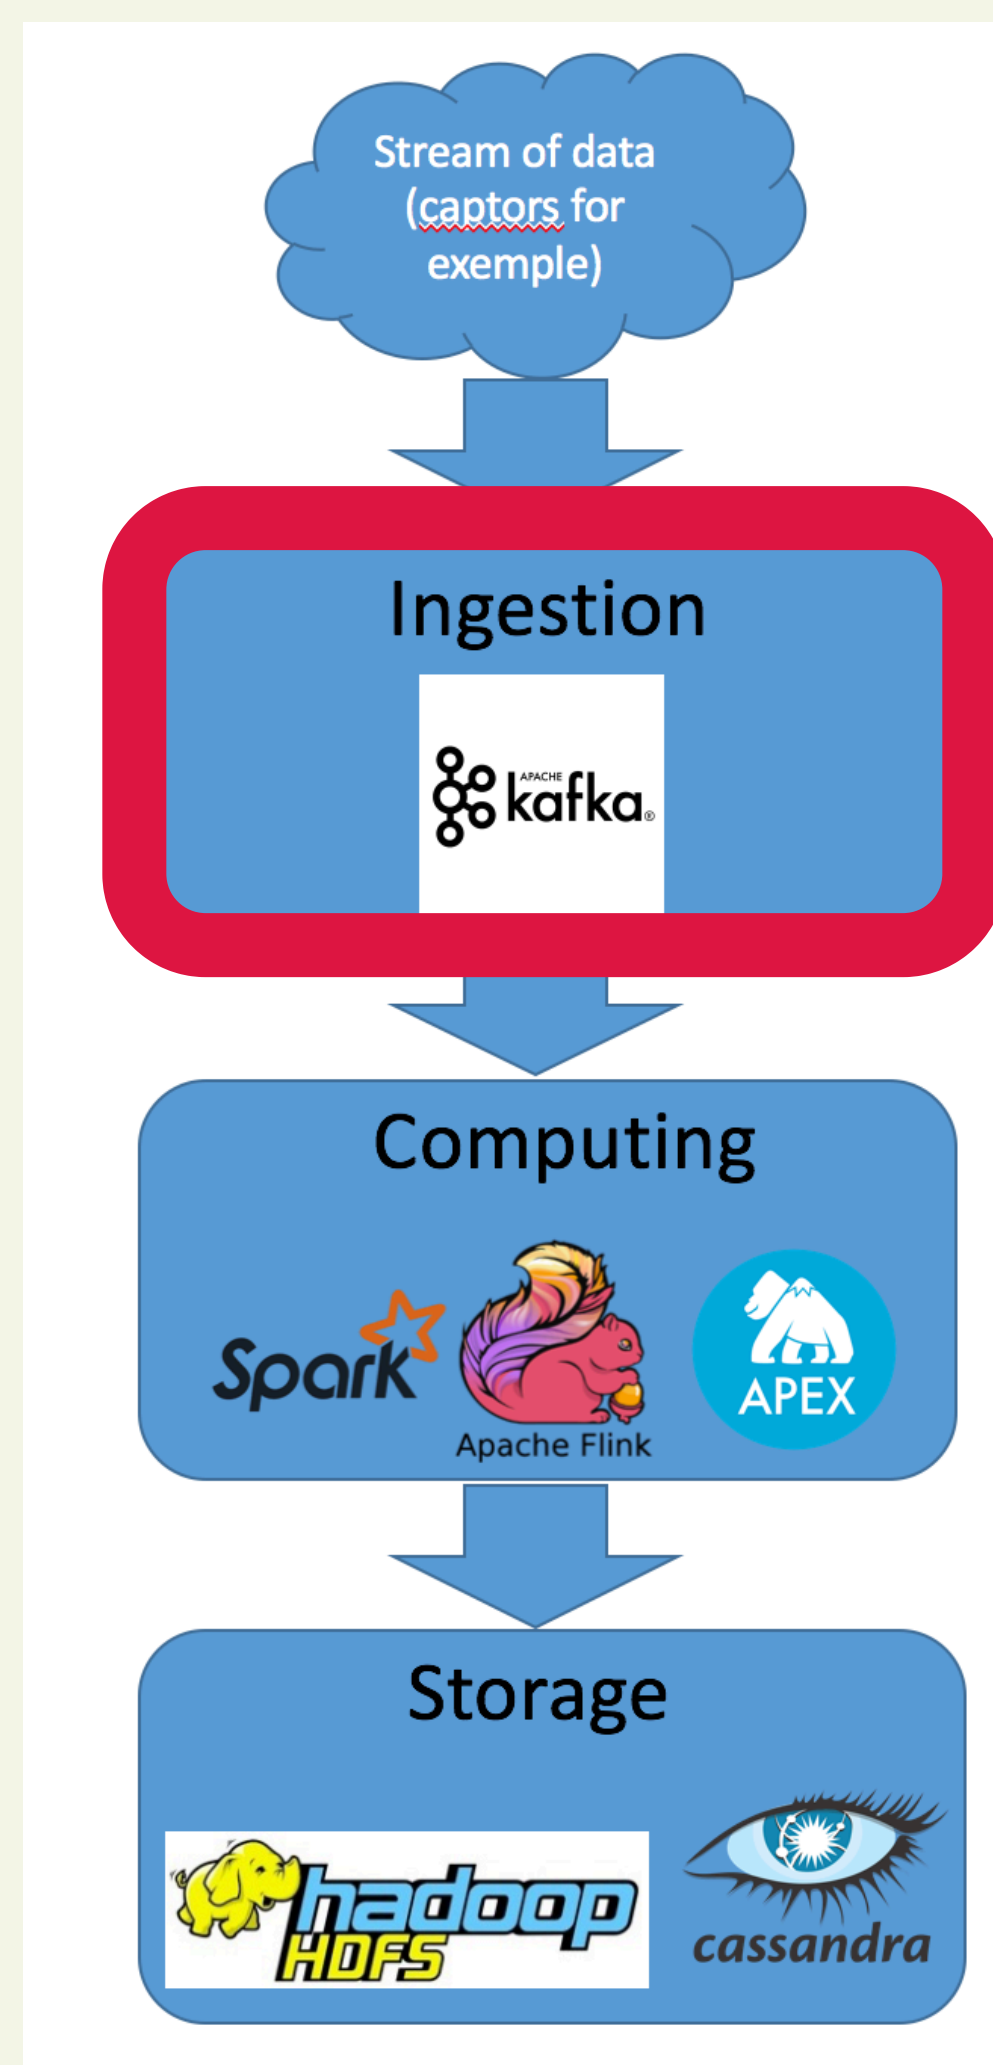 Stream of data
(captors for
exemple)
Ingestion
APACHE
kafka®
Computing
Spark
Apache Flink
APEX
Storage
hadoop
HDFS
cassandra